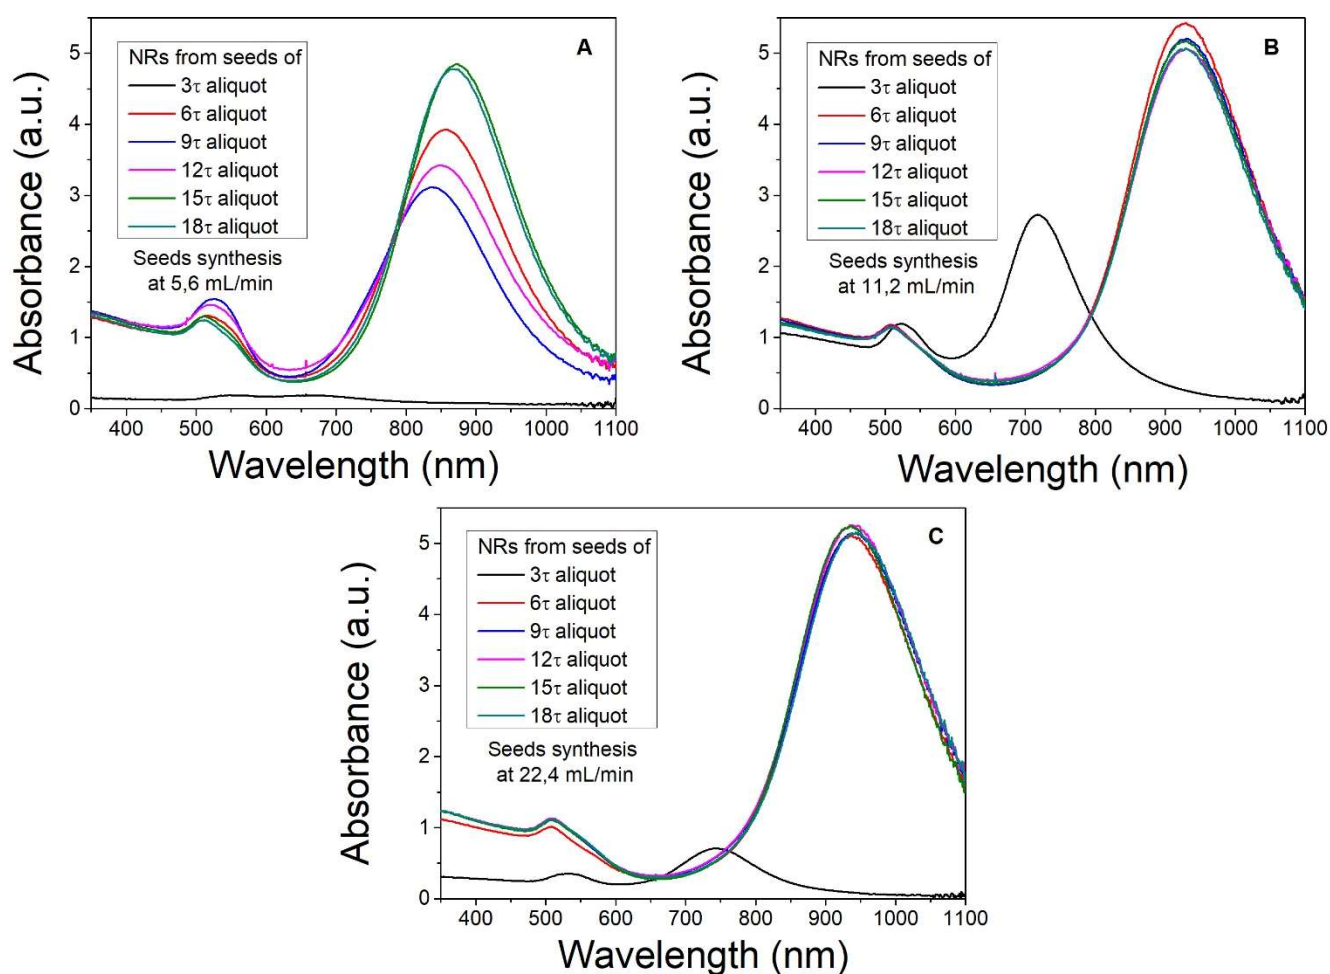 A
NRs from seeds of
3τ aliquot
6τ aliquot
9τ aliquot
12τ aliquot
15τ aliquot
18τ aliquot
Seeds synthesis
at 5,6 mL/min
Absorbance (a.u.)
5
4
3
2
1
0
400 500 600 700 800 900 1000 1100
Wavelength (nm)
B
NRs from seeds of
3τ aliquot
6τ aliquot
9τ aliquot
12τ aliquot
15τ aliquot
18τ aliquot
Seeds synthesis
at 11,2 mL/min
Absorbance (a.u.)
5
4
3
2
1
0
400 500 600 700 800 900 1000 1100
Wavelength (nm)
C
NRs from seeds of
3τ aliquot
6τ aliquot
9τ aliquot
12τ aliquot
15τ aliquot
18τ aliquot
Seeds synthesis
at 22,4 mL/min
Absorbance (a.u.)
5
4
3
2
1
0
400 500 600 700 800 900 1000 1100
Wavelength (nm)